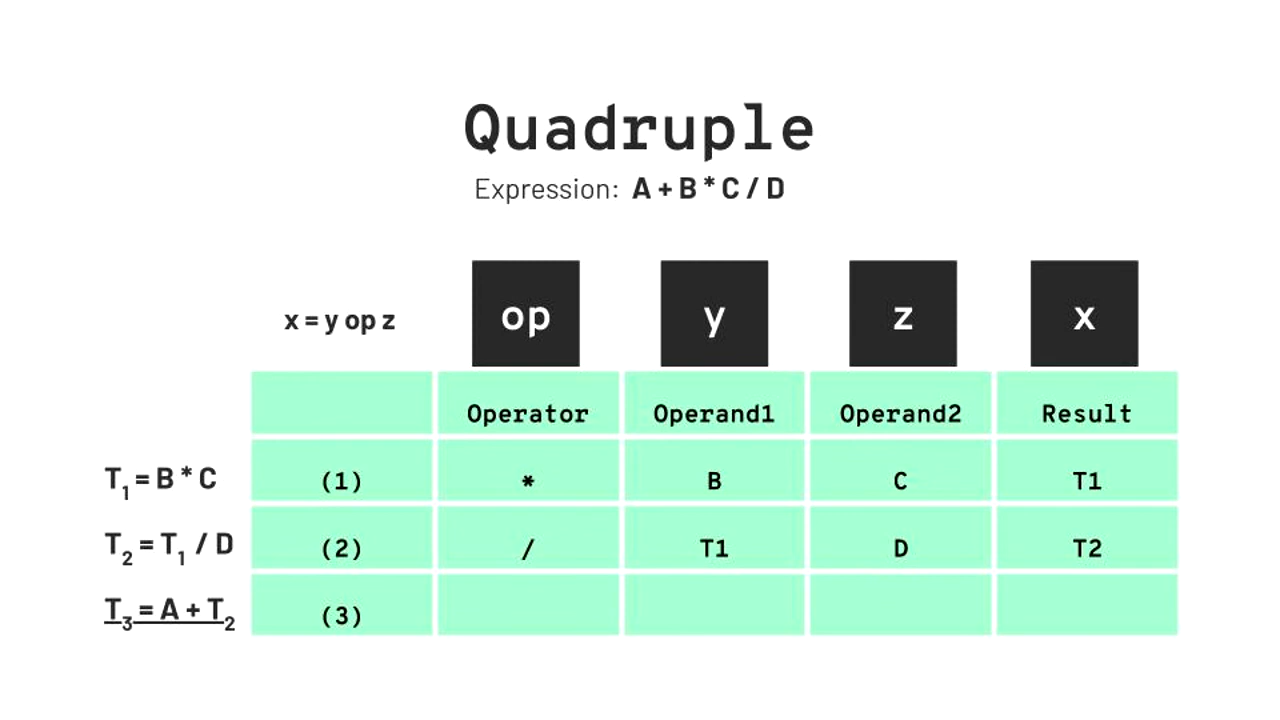 Quadruple
Expression: A + B * C / D
x = y op z op y z x
Operator Operand1 Operand2 Result
T1 = B * C (1) * B C T1
T2 = T1 / D (2) / T1 D T2
T3 = A + T2 (3)